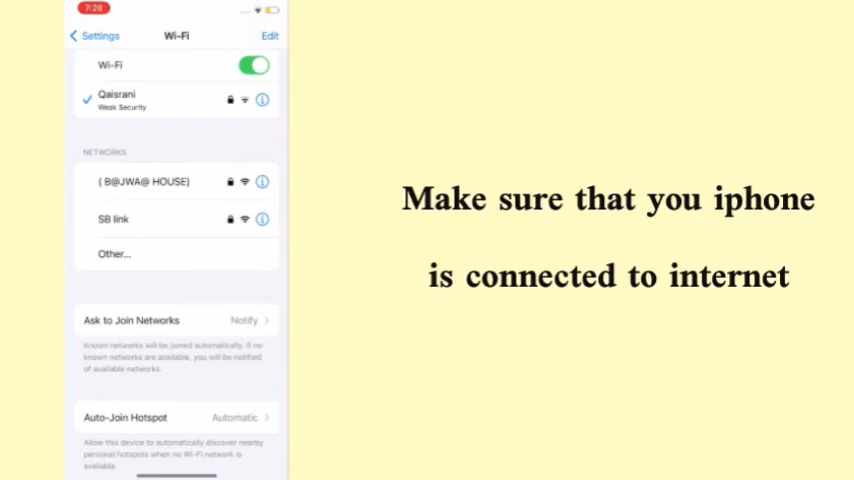 7:26
Settings
Wi-Fi
Edit
Wi-Fi
Qaisrani
Weak Security
NETWORKS
( B@JWA@ HOUSE)
SB link
Other...
Ask to Join Networks Notify
Known networks will be joined automatically. If no
known networks are available, you will be notified
of available networks.
Auto-Join Hotspot Automatic
Allow this device to automatically discover nearby
personal hotspots when no Wi-Fi network is
available.
Make sure that you iphone
is connected to internet